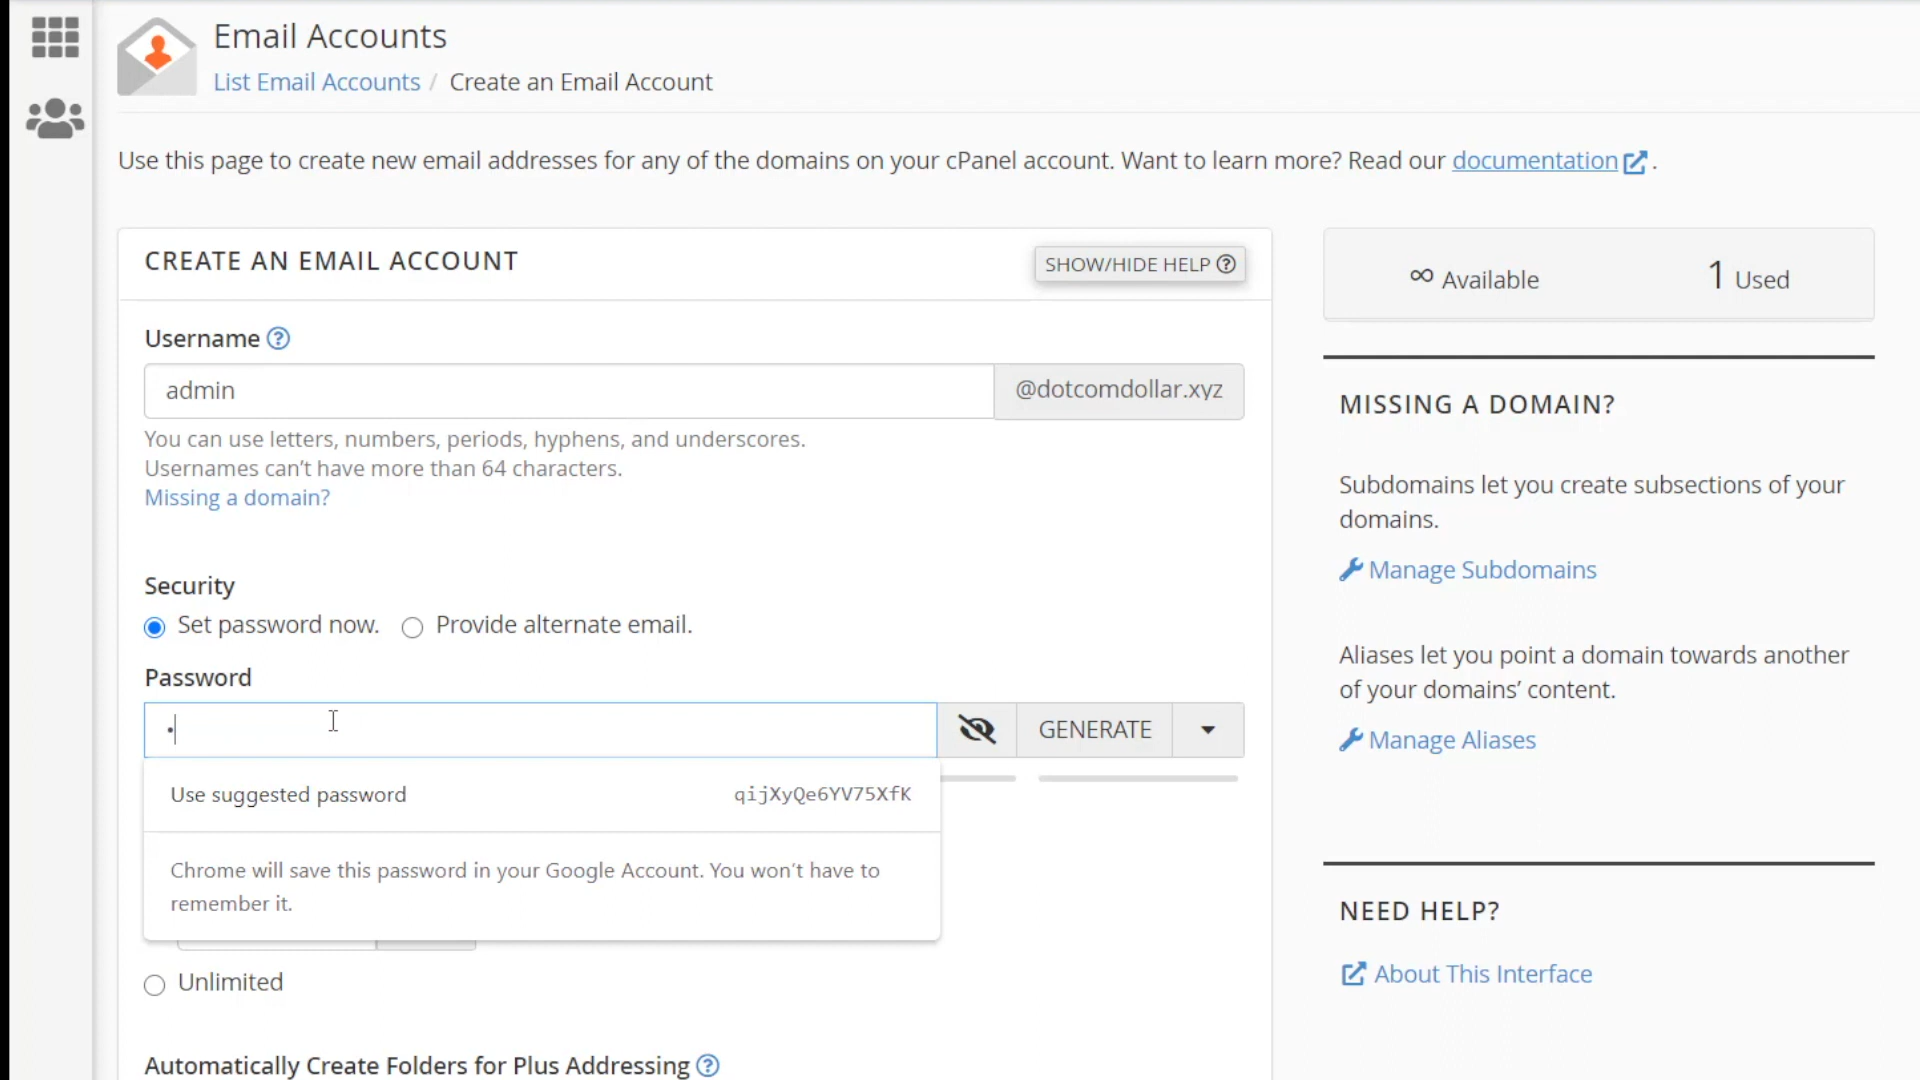 Email Accounts
List Email Accounts / Create an Email Account
Use this page to create new email addresses for any of the domains on your cPanel account. Want to learn more? Read our documentation .
CREATE AN EMAIL ACCOUNT
SHOW/HIDE HELP
Username
admin
@dotcomdollar.xyz
You can use letters, numbers, periods, hyphens, and underscores.
Usernames can't have more than 64 characters.
Missing a domain?
Security
Set password now.
Provide alternate email.
Password
•
GENERATE
Use suggested password
qijXyQe6YV75XfK
Chrome will save this password in your Google Account. You won't have to
remember it.
Unlimited
Automatically Create Folders for Plus Addressing
∞ Available
1 Used
MISSING A DOMAIN?
Subdomains let you create subsections of your
domains.
Manage Subdomains
Aliases let you point a domain towards another
of your domains’ content.
Manage Aliases
NEED HELP?
About This Interface